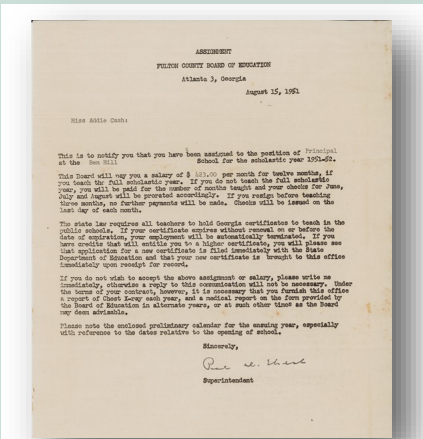 ASSIGNMENT
FULTON COUNTY BOARD OF EDUCATION
Atlanta 3, Georgia
August 15, 1951
Miss Addie Cash:
This is to notify you that you have been assigned to the position of Principal
at the Ben Hill School for the scholastic year 1951-52.
This Board will pay you a salary of $ 423.00 per month for twelve months, if
you teach the full scholastic year. If you do not teach the full scholastic
year, you will be paid for the number of months taught and your checks for June,
July and August will be prorated accordingly. If you resign before teaching
three months, no further payments will be made. Checks will be issued on the
last day of each month.
The state law requires all teachers to hold Georgia certificates to teach in the
public schools. If your certificate expires without renewal on or before the
date of expiration, your employment will be automatically terminated. If you
have credits that will entitle you to a higher certificate, you will please see
that application for a new certificate is filed immediately with the State
Department of Education and that your new certificate is brought to this office
immediately upon receipt for record.
If you do not wish to accept the above assignment or salary, please write me
immediately, otherwise a reply to this communication will not be necessary. Under
the terms of your contract, however, it is necessary that you furnish this office
a report of Chest X-ray each year, and a medical report on the form provided by
the Board of Education in alternate years, or at such other times as the Board
may deem advisable.
Please note the enclosed preliminary calendar for the ensuing year, especially
with reference to the dates relative to the opening of school.
Sincerely,
Superintendent